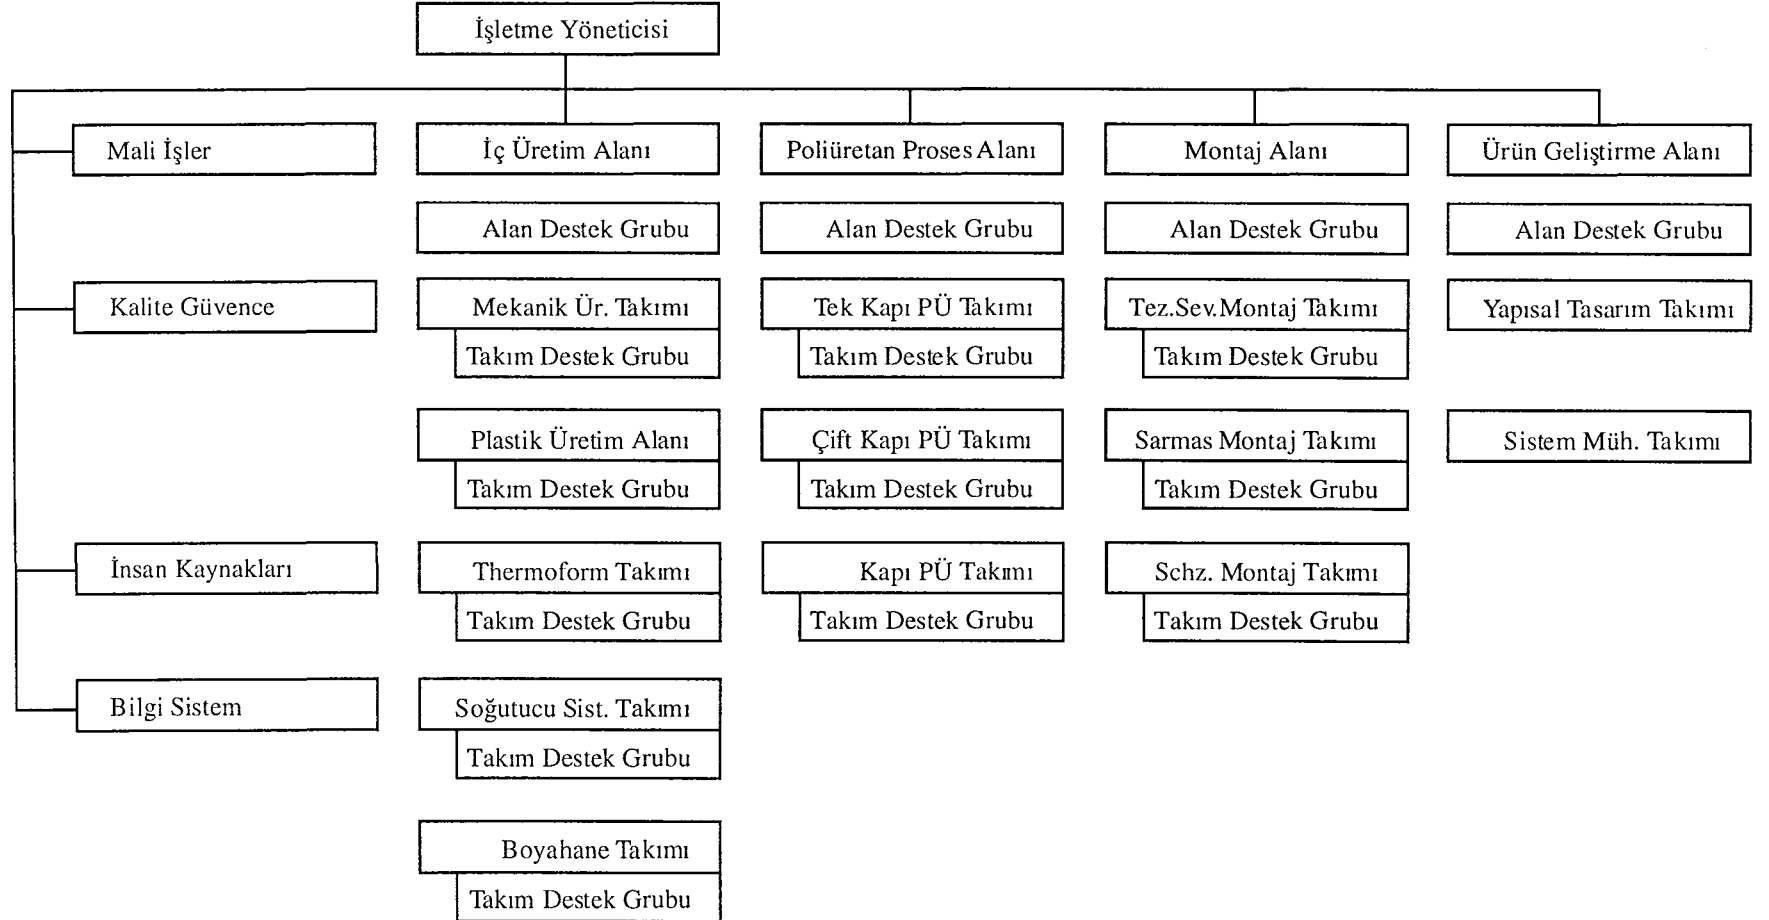 İşletme Yöneticisi
Mali İşler
İç Üretim Alanı
Poliüretan Proses Alanı
Montaj Alanı
Ürün Geliştirme Alanı
Alan Destek Grubu
Alan Destek Grubu
Alan Destek Grubu
Alan Destek Grubu
Kalite Güvence
Mekanik Ür. Takımı
Tek Kapı PÜ Takımı
Tez.Sev.Montaj Takımı
Yapısal Tasarım Takımı
Takım Destek Grubu
Takım Destek Grubu
Takım Destek Grubu
Plastik Üretim Alanı
Çift Kapı PÜ Takımı
Sarmas Montaj Takımı
Sistem Müh. Takımı
Takım Destek Grubu
Takım Destek Grubu
Takım Destek Grubu
İnsan Kaynakları
Thermoform Takımı
Kapı PÜ Takımı
Schz. Montaj Takımı
Takım Destek Grubu
Takım Destek Grubu
Takım Destek Grubu
Bilgi Sistem
Soğutucu Sist. Takımı
Takım Destek Grubu
Boyahane Takımı
Takım Destek Grubu